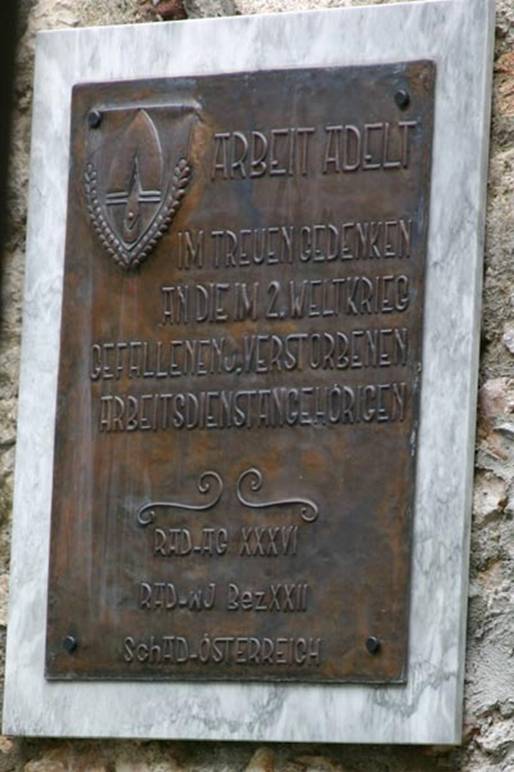 ARBEIT ADELT
IM TREUEN GEDENKEN
AN DIE IM 2. WELTKRIEG
GEFALLENEN u. VERSTORBENEN,
ARBEITSDIENSTANGEHÖRIGEN
RAD-AG XXXVI
RAD-wJ Bez XXII
SchAD-ÖSTERREICH